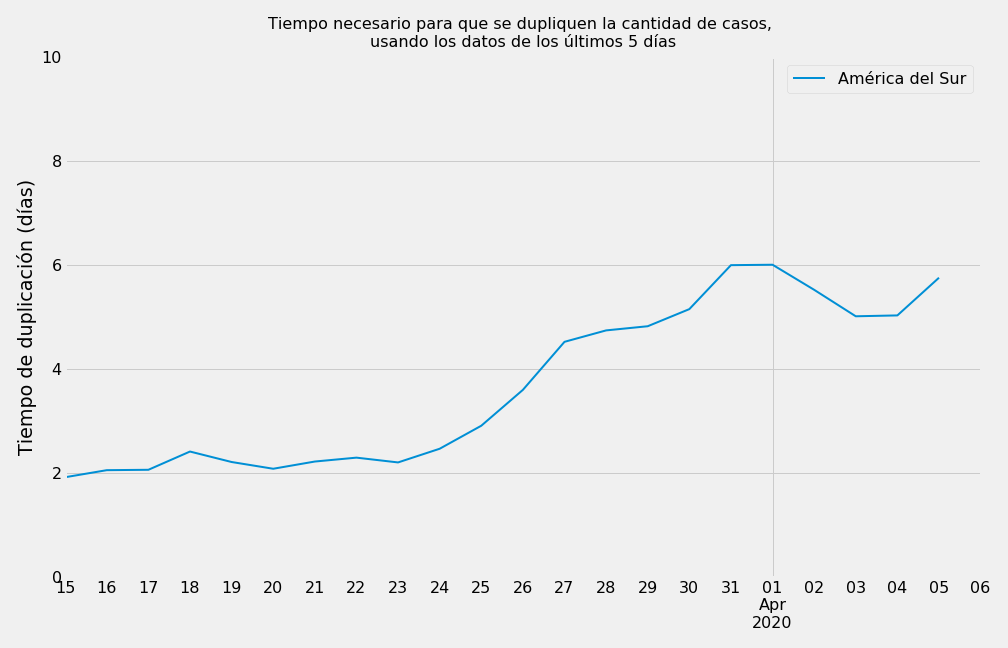 Tiempo necesario para que se dupliquen la cantidad de casos,
usando los datos de los últimos 5 días
América del Sur
Tiempo de duplicación (días)
10
8
6
4
2
0
15 16 17 18 19 20 21 22 23 24 25 26 27 28 29 30 31 01 02 03 04 05 06
Apr
2020